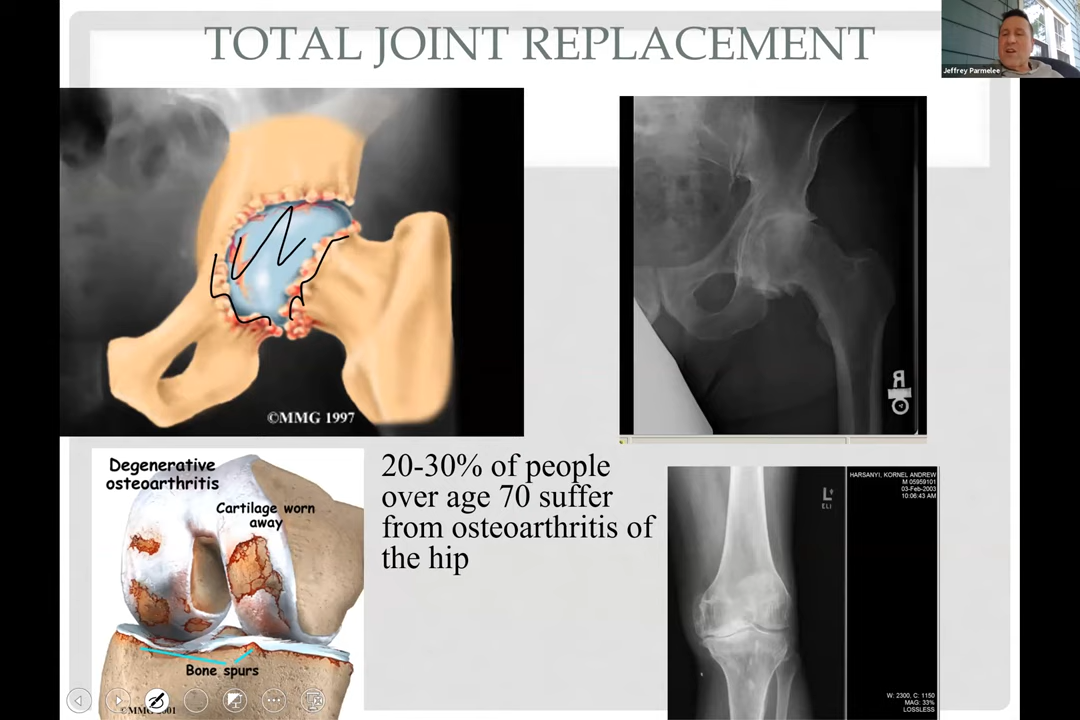 TOTAL JOINT REPLACEMENT
Jeffrey Parmelee
©MMG 1997
R
Degenerative
osteoarthritis
Cartilage worn
away
Bone spurs
20-30% of people
over age 70 suffer
from osteoarthritis of
the hip
L
ELI
HARSANYI, KORNEL ANDREW
M 05959101
03-Feb-2003
10:06:43 AM
W: 2300, C: 1150
MAG: 33%
LOSSLESS